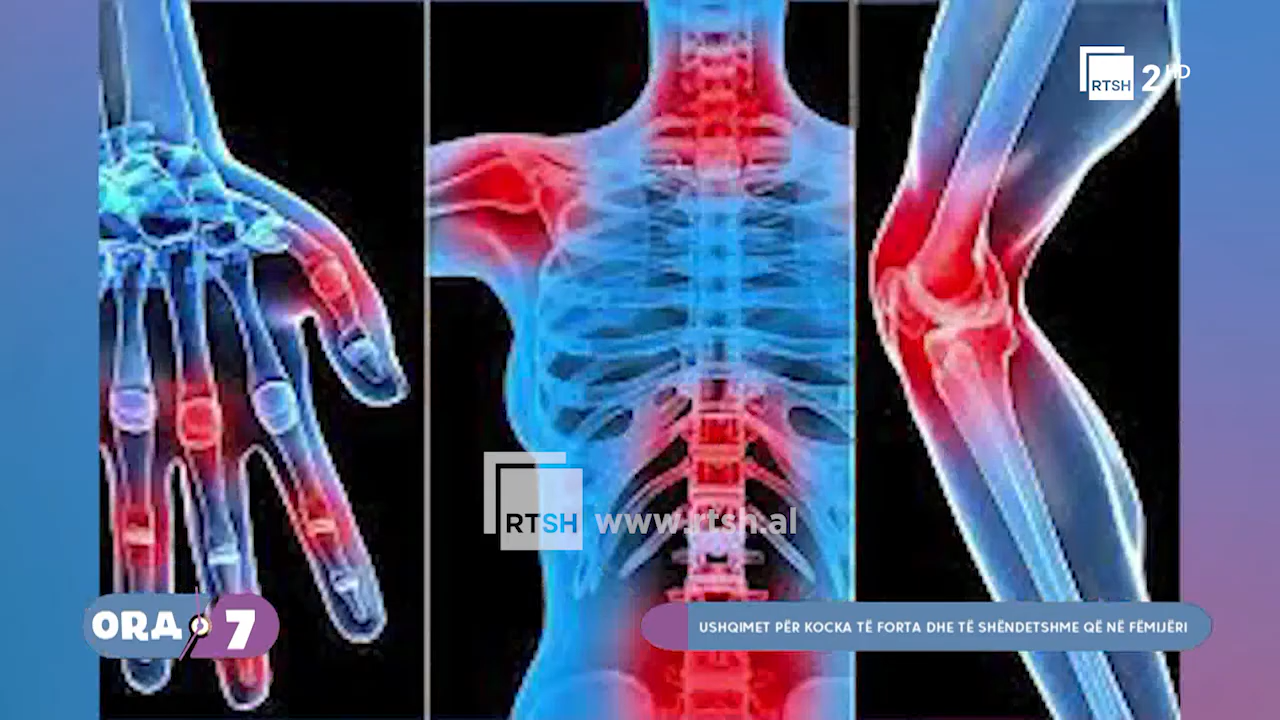 RTSH 2HD
RTSH www.rtsh.al
ORA 7
USHQIMET PËR KOCKA TË FORTA DHE TË SHËNDETSHME QË NË FËMIJËRI